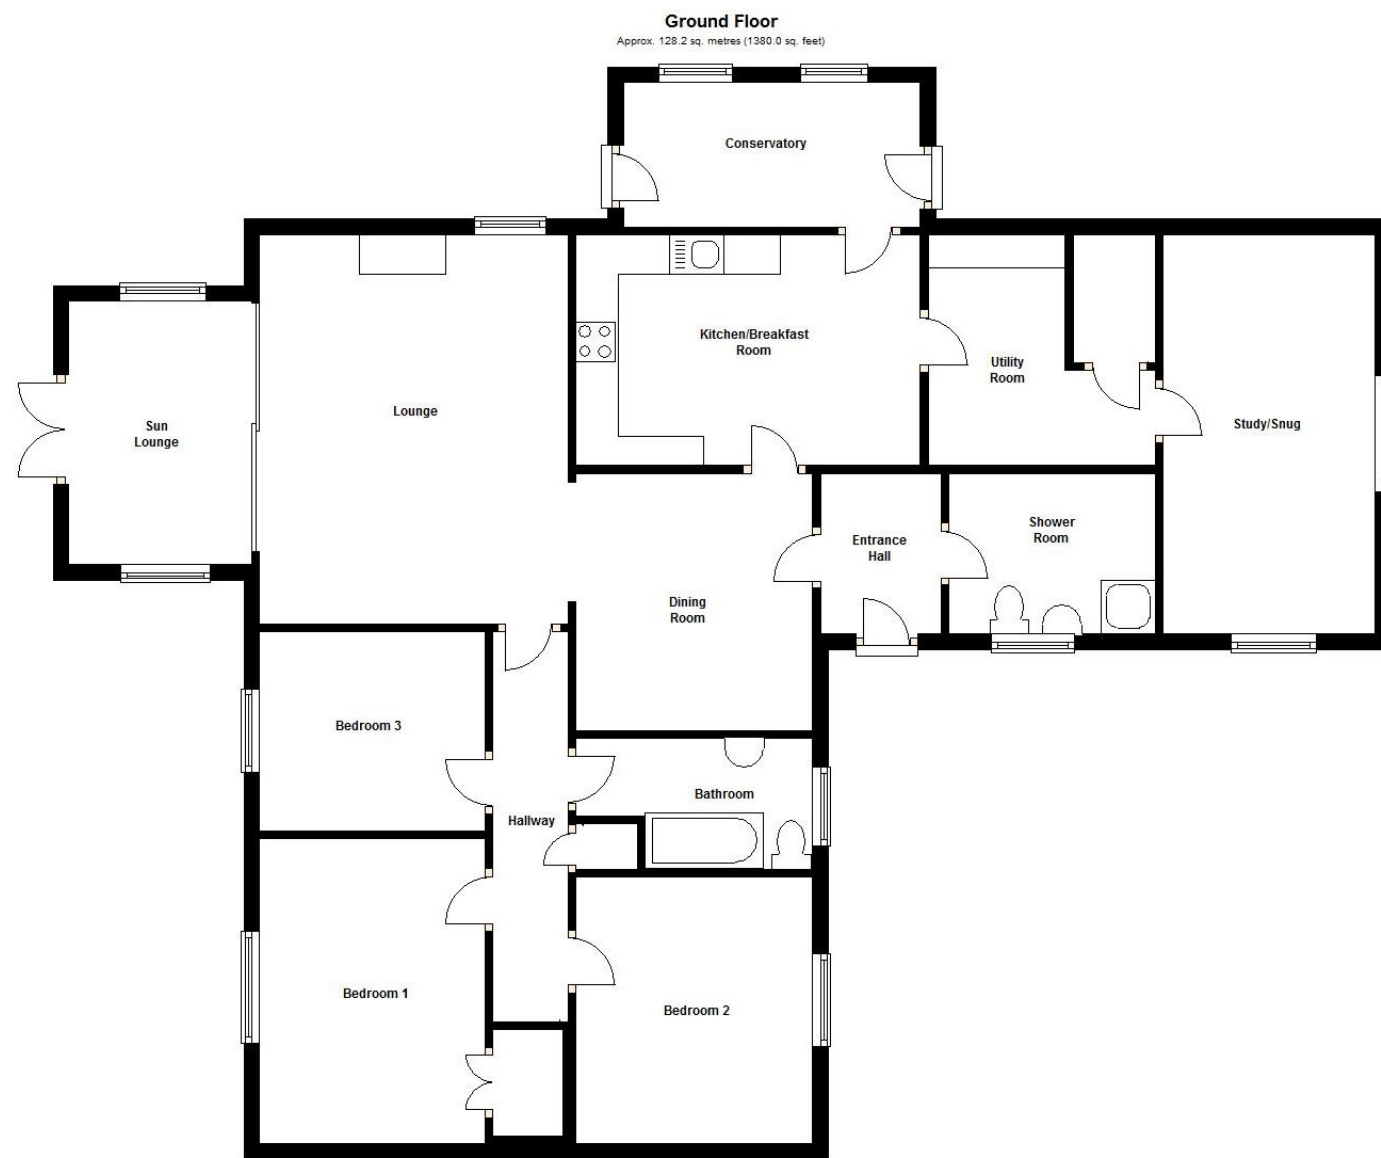 Ground Floor
Approx. 128.2 sq. metres (1380.0 sq. feet)
Conservatory
Kitchen/Breakfast
Room
Utility
Room
Lounge
Sun
Lounge
Study/Snug
Shower
Room
Entrance
Hall
Dining
Room
Bedroom 3
Bathroom
Hallway
Bedroom 1
Bedroom 2